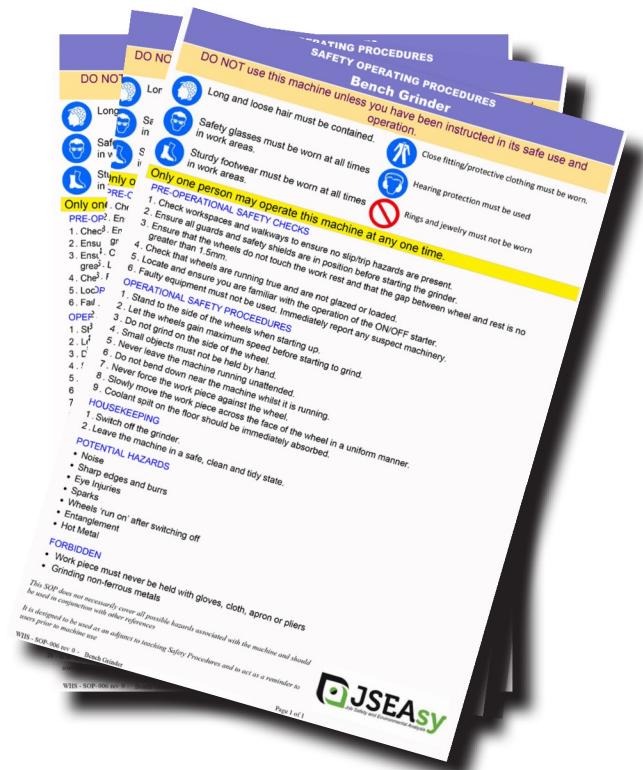 SAFETY OPERATING PROCEDURES
Bench Grinder
DO NOT use this machine unless you have been instructed in its safe use and
operation.
Long and loose hair must be contained.
Close fitting/protective clothing must be worn.
Safety glasses must be worn at all times
in work areas.
Hearing protection must be used
Sturdy footwear must be worn at all times
in work areas.
Rings and jewelry must not be worn
Only one person may operate this machine at any one time.
PRE-OPERATIONAL SAFETY CHECKS
1. Check workspaces and walkways to ensure no slip/trip hazards are present.
2. Ensure all guards and safety shields are in position before starting the grinder.
3. Ensure that the wheels do not touch the work rest and that the gap between wheel and rest is no
greater than 1.5mm.
4. Check that wheels are running true and are not glazed or loaded.
5. Locate and ensure you are familiar with the operation of the ON/OFF starter.
6. Faulty equipment must not be used. Immediately report any suspect machinery.
OPERATIONAL SAFETY PROCEDURES
1. Stand to the side of the wheels when starting up.
2. Let the wheels gain maximum speed before starting to grind.
3. Do not grind on the side of the wheel.
4. Small objects must not be held by hand.
5. Never leave the machine running unattended.
6. Do not bend down near the machine whilst it is running.
7. Never force the work piece against the wheel.
8. Slowly move the work piece across the face of the wheel in a uniform manner.
9. Coolant spilt on the floor should be immediately absorbed.
HOUSEKEEPING
1. Switch off the grinder.
2. Leave the machine in a safe, clean and tidy state.
POTENTIAL HAZARDS
• Noise
• Sharp edges and burrs
• Eye Injuries
• Sparks
• Wheels 'run on' after switching off
• Entanglement
• Hot Metal
FORBIDDEN
• Work piece must never be held with gloves, cloth, apron or pliers
• Grinding non-ferrous metals
This SOP does not necessarily cover all possible hazards associated with the machine and should
be used in conjunction with other references
It is designed to be used as an adjunct to teaching Safety Procedures and to act as a reminder to
users prior to machine use
WHS - SOP-006 rev 0 - Bench Grinder
Page 1 of 1
JSEAsy
Job Safety and Environmental Analysis
OPERATING PROCEDURES
DO NO
DO NOT
WHS - SOP-006 rev 0 -